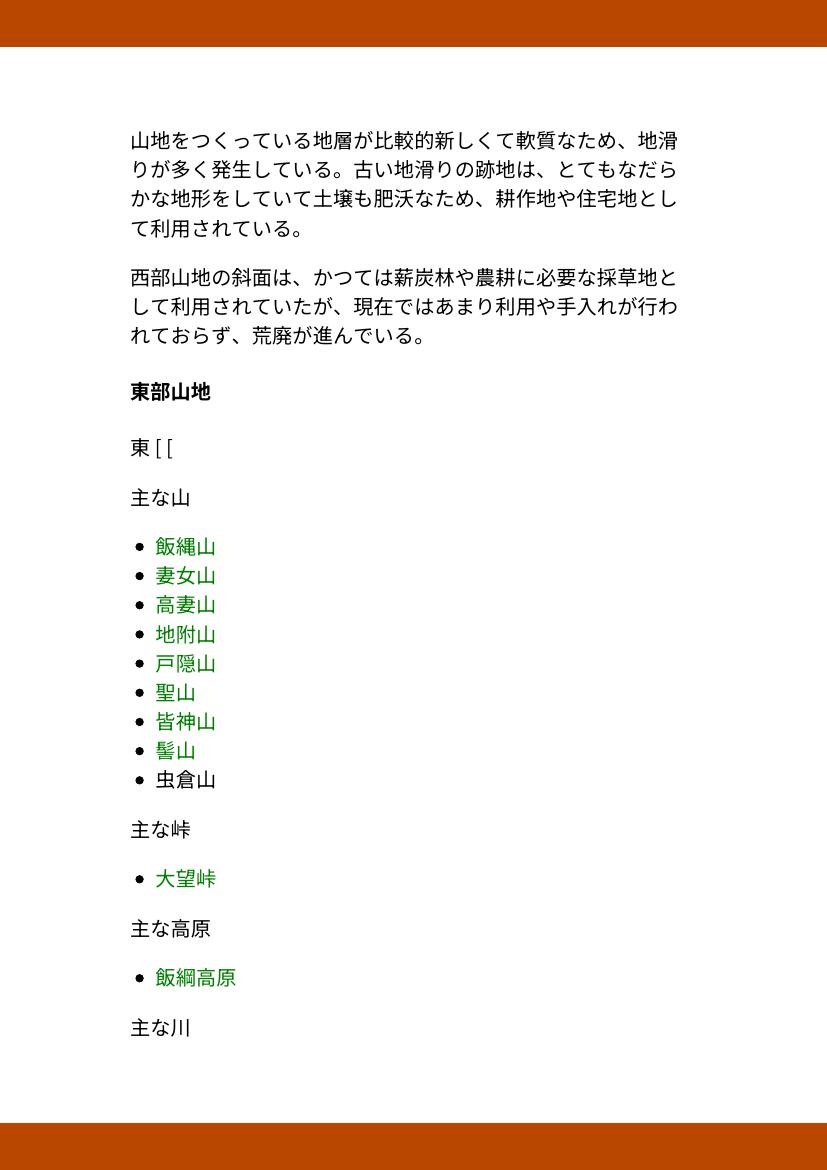 山地をつくっている地層が比較的新しくて軟質なため、地滑
りが多く発生している。古い地滑りの跡地は、とてもなだら
かな地形をしていて土壌も肥沃なため、耕作地や住宅地とし
て利用されている。
西部山地の斜面は、かつては薪炭林や農耕に必要な採草地と
して利用されていたが、現在ではあまり利用や手入れが行わ
れておらず、荒廃が進んでいる。
東部山地
東 [ [
主な山
• 飯縄山
• 妻女山
• 高妻山
• 地附山
• 戸隠山
• 聖山
• 皆神山
• 髻山
• 虫倉山
主な峠
• 大望峠
主な高原
• 飯綱高原
主な川